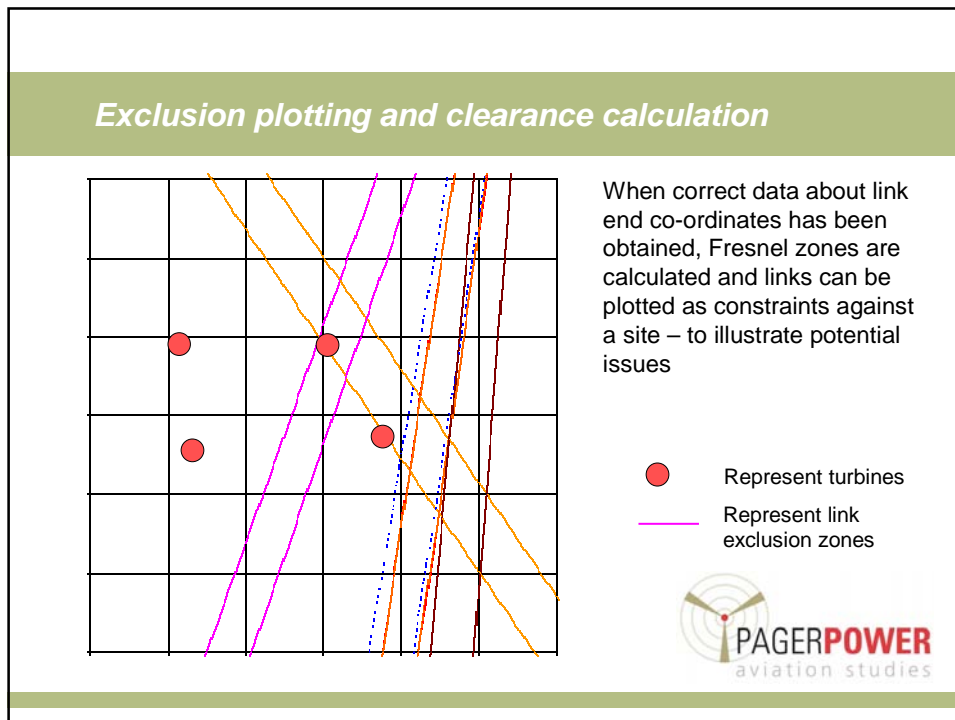 Exclusion plotting and clearance calculation
When correct data about link
end co-ordinates has been
obtained, Fresnel zones are
calculated and links can be
plotted as constraints against
a site – to illustrate potential
issues
Represent turbines
Represent link
exclusion zones
PAGERPOWER
aviation studies